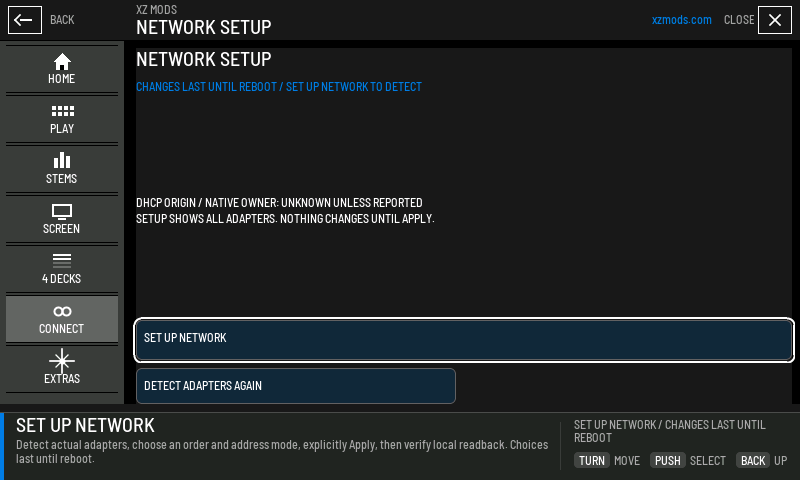 BACK
XZ MODS
NETWORK SETUP
xzmods.com
CLOSE
HOME
PLAY
STEMS
SCREEN
4 DECKS
CONNECT
EXTRAS
NETWORK SETUP
CHANGES LAST UNTIL REBOOT / SET UP NETWORK TO DETECT
DHCP ORIGIN / NATIVE OWNER: UNKNOWN UNLESS REPORTED
SETUP SHOWS ALL ADAPTERS. NOTHING CHANGES UNTIL APPLY.
SET UP NETWORK
DETECT ADAPTERS AGAIN
SET UP NETWORK
Detect actual adapters, choose an order and address mode, explicitly Apply, then verify local readback. Choices
last until reboot.
SET UP NETWORK / CHANGES LAST UNTIL
REBOOT
TURN MOVE PUSH SELECT BACK UP